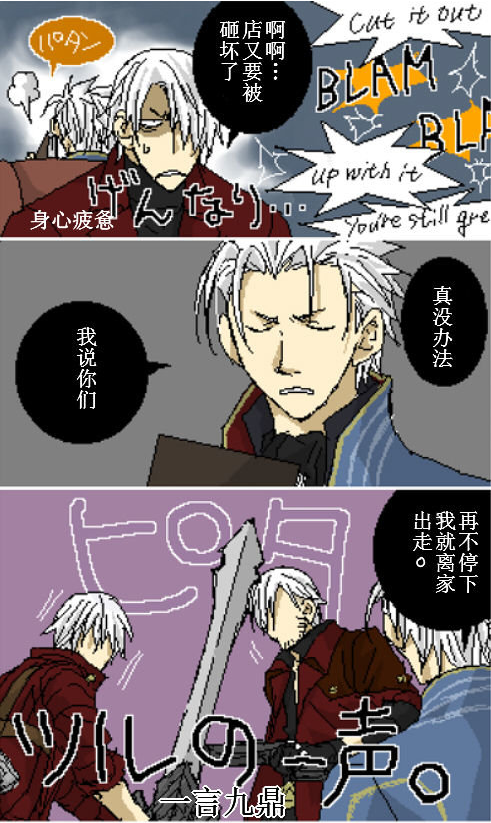 パタン
啊啊…
店又要被
砸坏了
Cut it out
BLAM
BLA
Up with it
You're still gre
げんなり…
身心疲惫
真没办法
我说你们
再不停下
我就离家
出走。
ピタ
ツルの一声。
一言九鼎